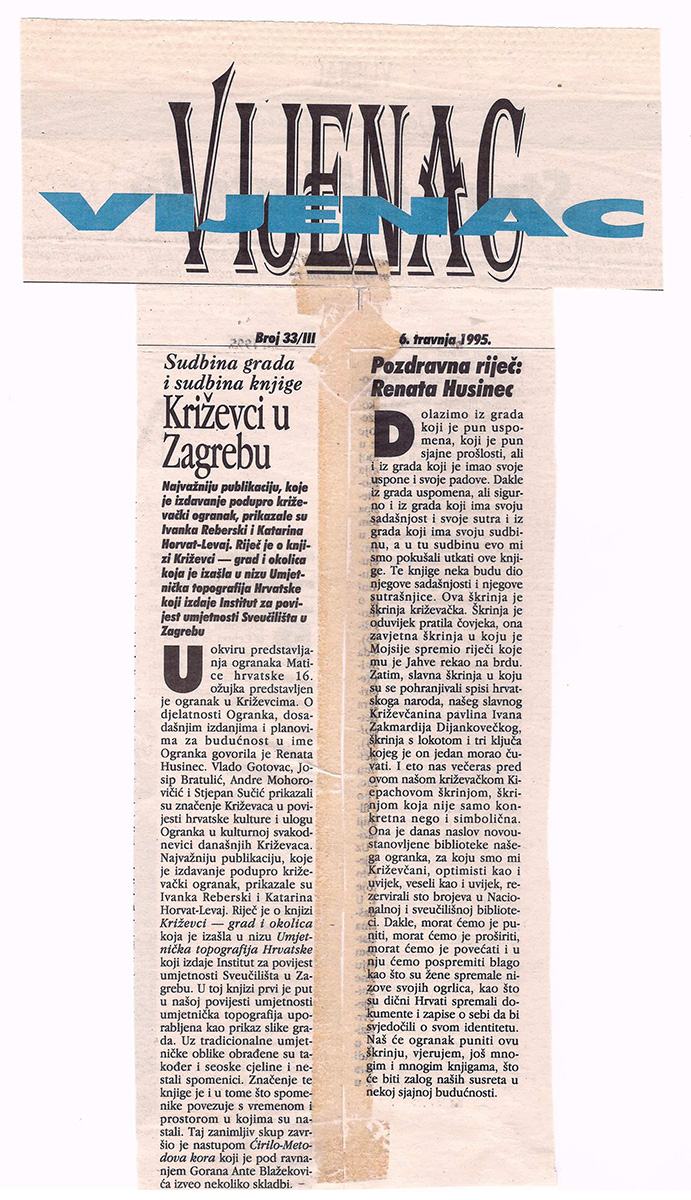 VIJENAC
VIJENAC
Broj 33/III
6. travnja 1995.
Sudbina grada
i sudbina knjige
Križevci u
Zagrebu
Najvažniju publikaciju, koje
je izdavanje podupro križe-
vački ogranak, prikazale su
Ivanka Reberski i Katarina
Horvat-Levaj. Riječ je o knji-
zi Križevci — grad i okolica
koja je izašla u nizu Umjet-
nička topografija Hrvatske
koji izdaje Institut za povi-
jest umjetnosti Sveučilišta u
Zagrebu
U okviru predstavlja-
nja ogranaka Mati-
ce hrvatske 16.
ožujka predstavljen
je ogranak u Križevcima. O
djelatnosti Ogranka, dosa-
dašnjim izdanjima i planovi-
ma za budućnost u ime
Ogranka govorila je Renata
Husinec. Vlado Gotovac, Jo-
sip Bratulić, Andre Mohoro-
vičić i Stjepan Sučić prikazali
su značenje Križevaca u povi-
jesti hrvatske kulture i ulogu
Ogranka u kulturnoj svakod-
nevici današnjih Križevaca.
Najvažniju publikaciju, koje
je izdavanje podupro križe-
vački ogranak, prikazale su
Ivanka Reberski i Katarina
Horvat-Levaj. Riječ je o knjizi
Križevci — grad i okolica
koja je izašla u nizu Umjet-
nička topografija Hrvatske
koji izdaje Institut za povijest
umjetnosti Sveučilišta u Za-
grebu. U toj knjizi prvi je put
u našoj povijesti umjetnosti
umjetnička topografija upo-
rabljena kao prikaz slike gra-
da. Uz tradicionalne umjet-
ničke oblike obrađene su ta-
kođer i seoske cjeline i ne-
stali spomenici. Značenje te
knjige je i u tome što spome-
nike povezuje s vremenom i
prostorom u kojima su na-
stali. Taj zanimljiv skup zavr-
šio je nastupom Ćirilo-Meto-
dova kora koji je pod ravna-
njem Gorana Ante Blažekovi-
ća izveo nekoliko skladbi. —
Pozdravna riječ:
Renata Husinec
Dolazimo iz grada
koji je pun uspo-
mena, koji je pun
sjajne prošlosti, ali
i iz grada koji je imao svoje
uspone i svoje padove. Dakle
iz grada uspomena, ali sigur-
no i iz grada koji ima svoju
sadašnjost i svoje sutra i iz
grada koji ima svoju sudbi-
nu, a u tu sudbinu evo mi
smo pokušali utkati ove knji-
ge. Te knjige neka budu dio
njegove sadašnjosti i njegove
sutrašnjice. Ova škrinja je
škrinja križevačka. Škrinja je
oduvijek pratila čovjeka, ona
zavjetna škrinja u koju je
Mojsije spremio riječi koje
mu je Jahve rekao na brdu.
Zatim, slavna škrinja u koju
su se pohranjivali spisi hrvat-
skoga naroda, našeg slavnog
Križevčanina pavlina Ivana
Zakmardija Dijankovečkog,
škrinja s lokotom i tri ključa
kojeg je on jedan morao ču-
vati. I eto nas večeras pred
ovom našom križevačkom Ki-
epachovom škrinjom, škri-
njom koja nije samo kon-
kretna nego i simbolična.
Ona je danas naslov novou-
stanovljene biblioteke naše-
ga ogranka, za koju smo mi
Križevčani, optimisti kao i
uvijek, veseli kao i uvijek, re-
zervirali sto brojeva u Nacio-
nalnoj i sveučilišnoj bibliote-
ci. Dakle, morat ćemo je pu-
niti, morat ćemo je proširiti,
morat ćemo je povećati i u
nju ćemo pospremiti blago
kao što su žene spremale ni-
zove svojih ogrlica, kao što
su dični Hrvati spremali do-
kumente i zapise o sebi da bi
svjedočili o svom identitetu.
Naš će ogranak puniti ovu
škrinju, vjerujem, još mno-
gim i mnogim knjigama, što
će biti zalog naših susreta u
nekoj sjajnoj budućnosti.